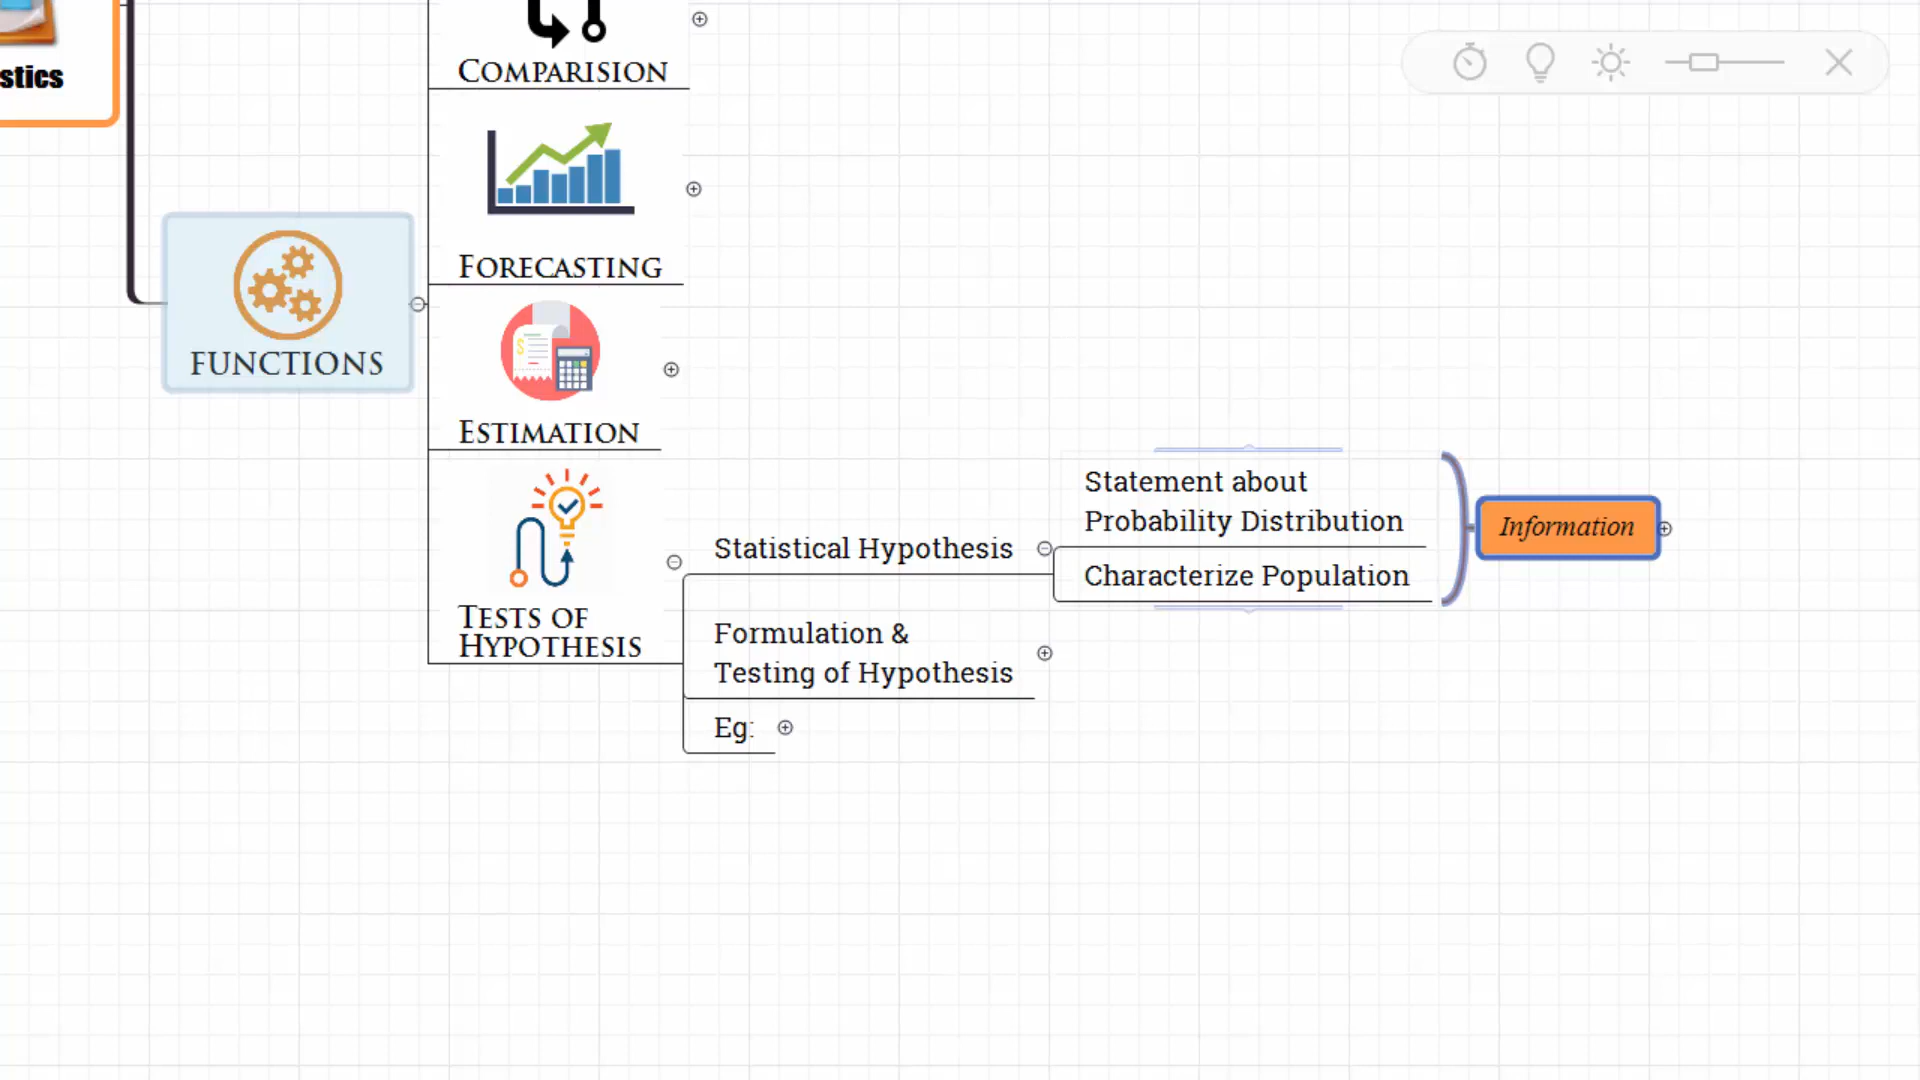 stics
COMPARISION
FORECASTING
FUNCTIONS
ESTIMATION
TESTS OF
HYPOTHESIS
Statistical Hypothesis
Statement about
Probability Distribution
Characterize Population
Information
Formulation &
Testing of Hypothesis
Eg: